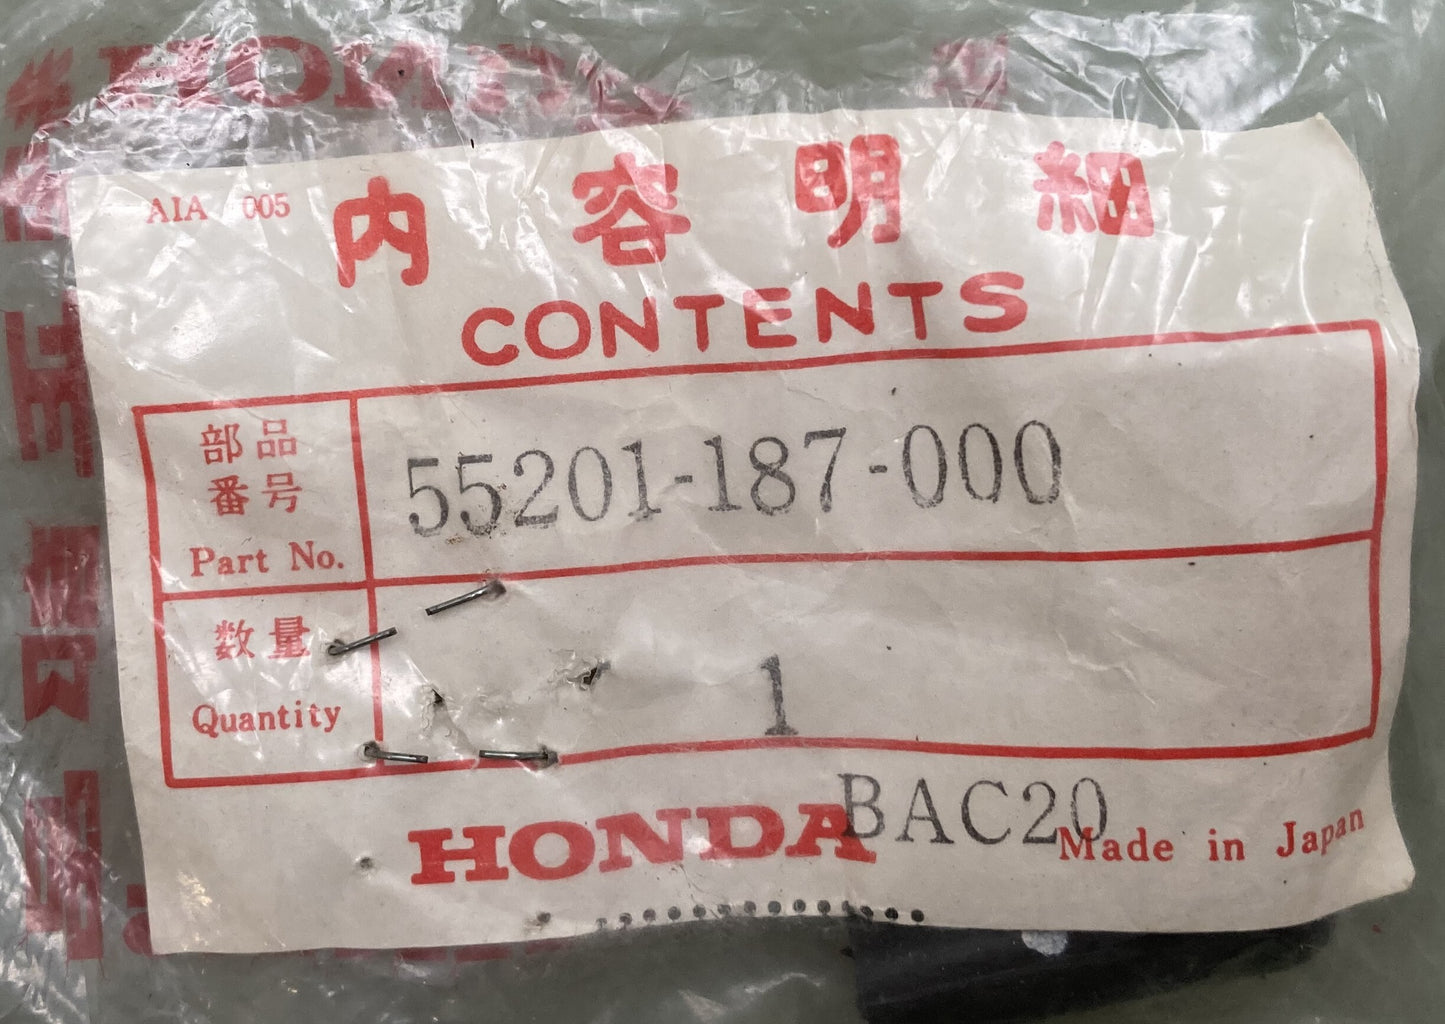 HONDA
AIA 005
内容明細
CONTENTS
部品
番号
Part No.
55201-187-000
数量
Quantity
1
HONDA
BAC20
Made in Japan